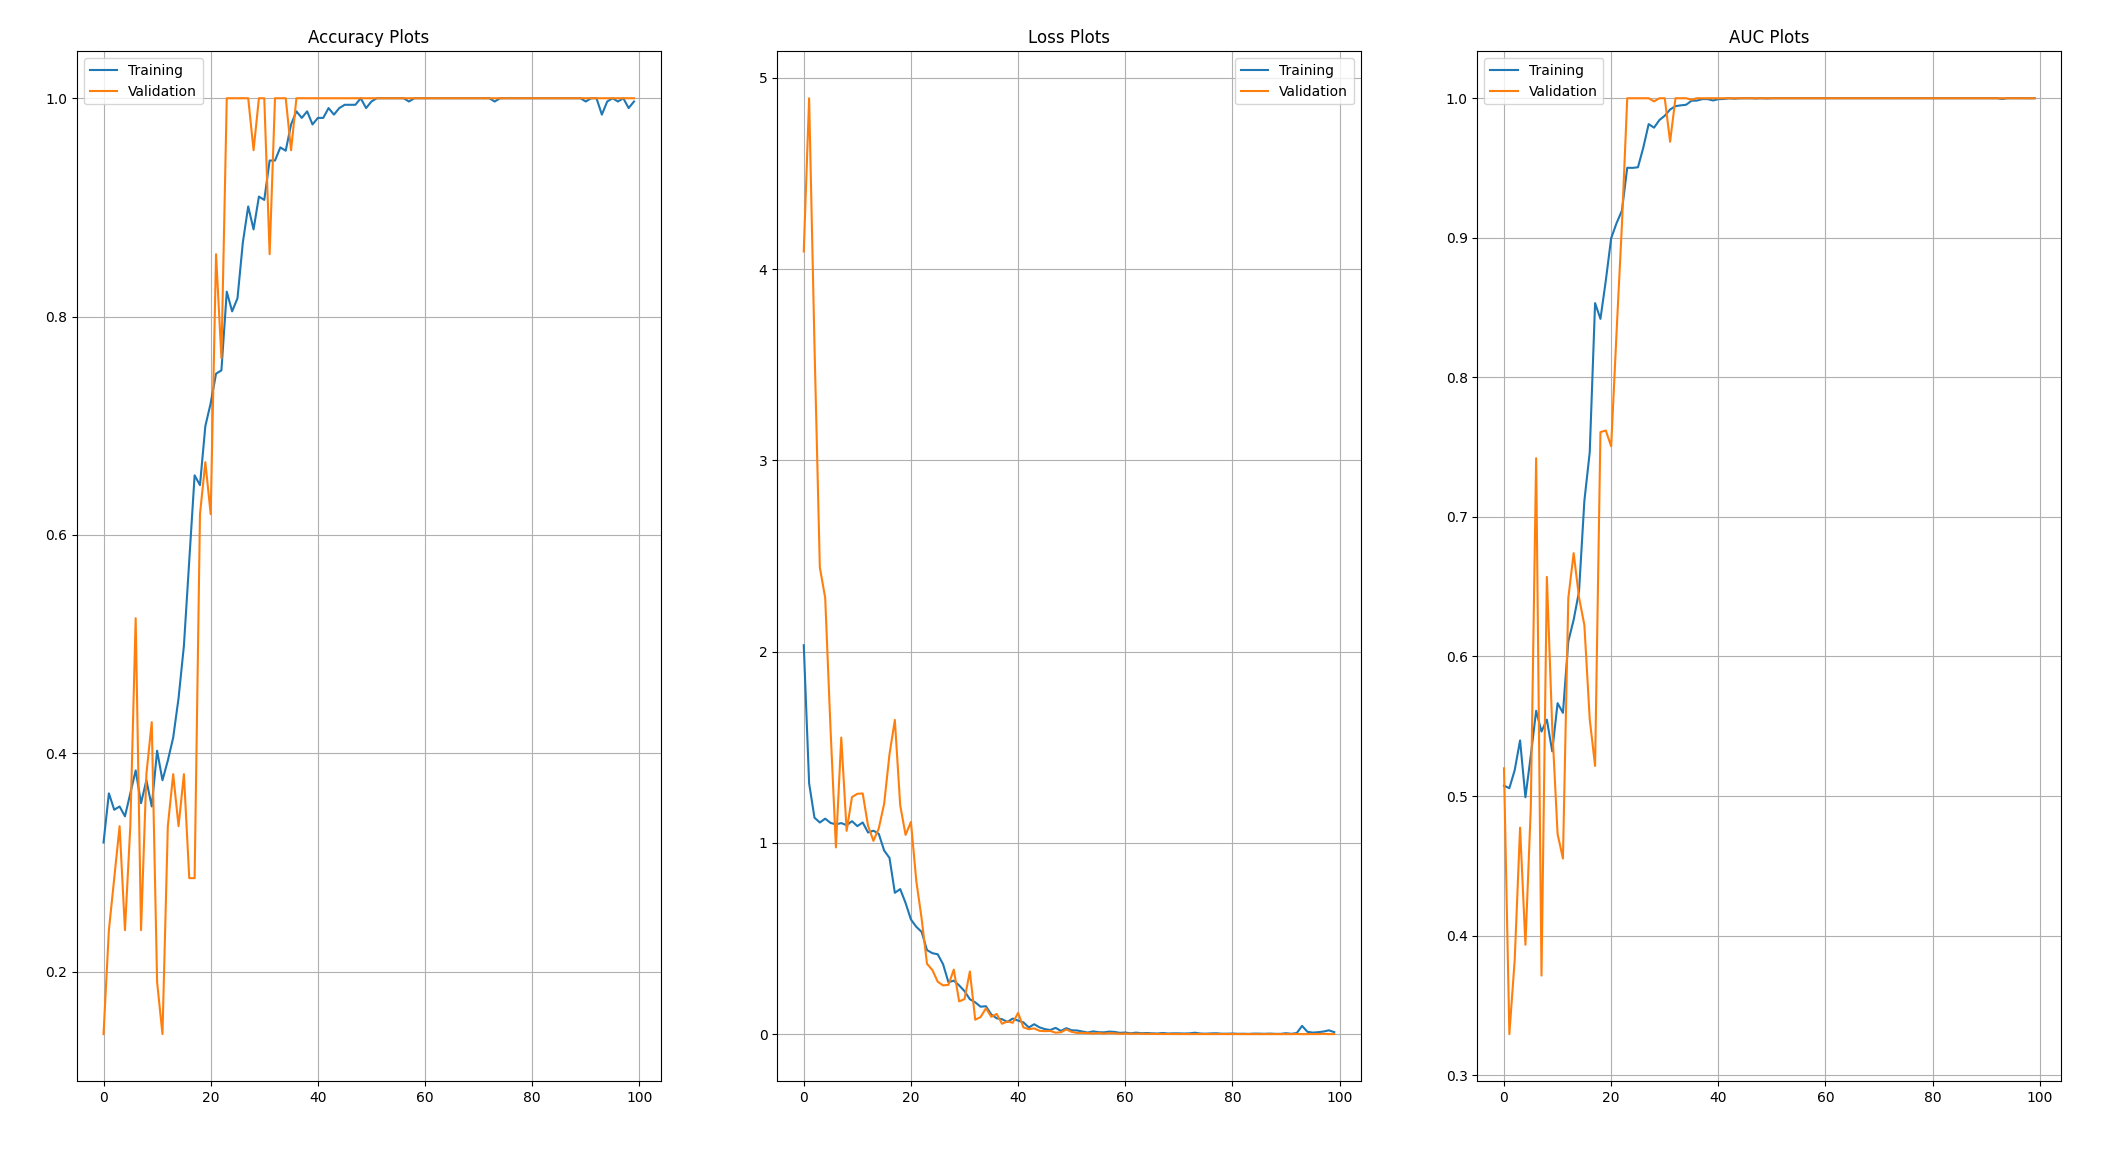 Accuracy Plots
Training
Validation
1.0
0.8
0.6
0.4
0.2
0 20 40 60 80 100
Loss Plots
Training
Validation
5
4
3
2
1
0
0 20 40 60 80 100
AUC Plots
Training
Validation
1.0
0.9
0.8
0.7
0.6
0.5
0.4
0.3
0 20 40 60 80 100